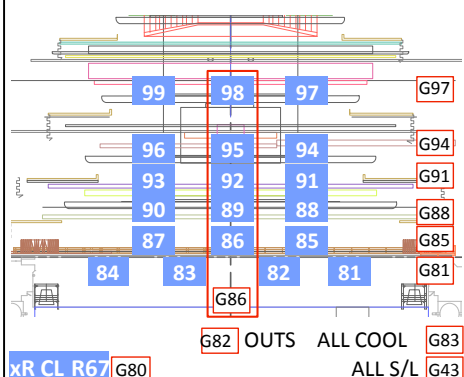 99 98 97 G97
96 95 94 G94
93 92 91 G91
90 89 88 G88
87 86 85 G85
84 83 82 81 G81
G86
G82 OUTS ALL COOL G83
xR CL R67 G80 ALL S/L G43